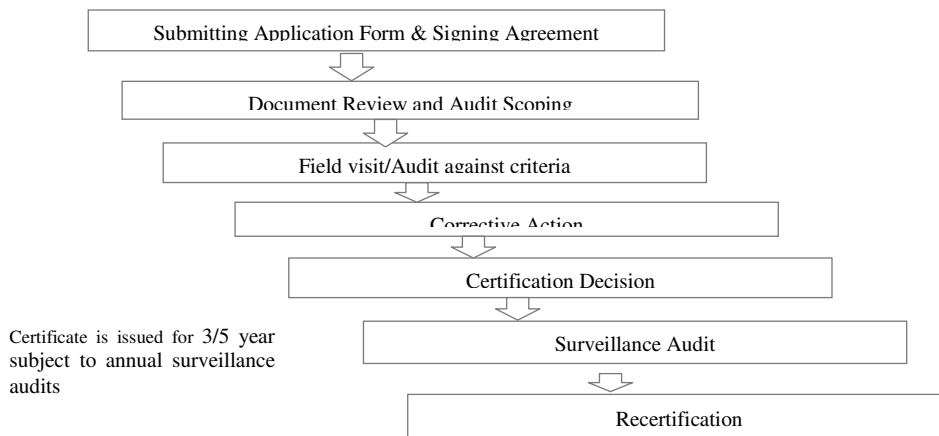 Submitting Application Form & Signing Agreement
Document Review and Audit Scoping
Field visit/Audit against criteria
Corrective Action
Certification Decision
Certificate is issued for 3/5 year
subject to annual surveillance
audits
Surveillance Audit
Recertification